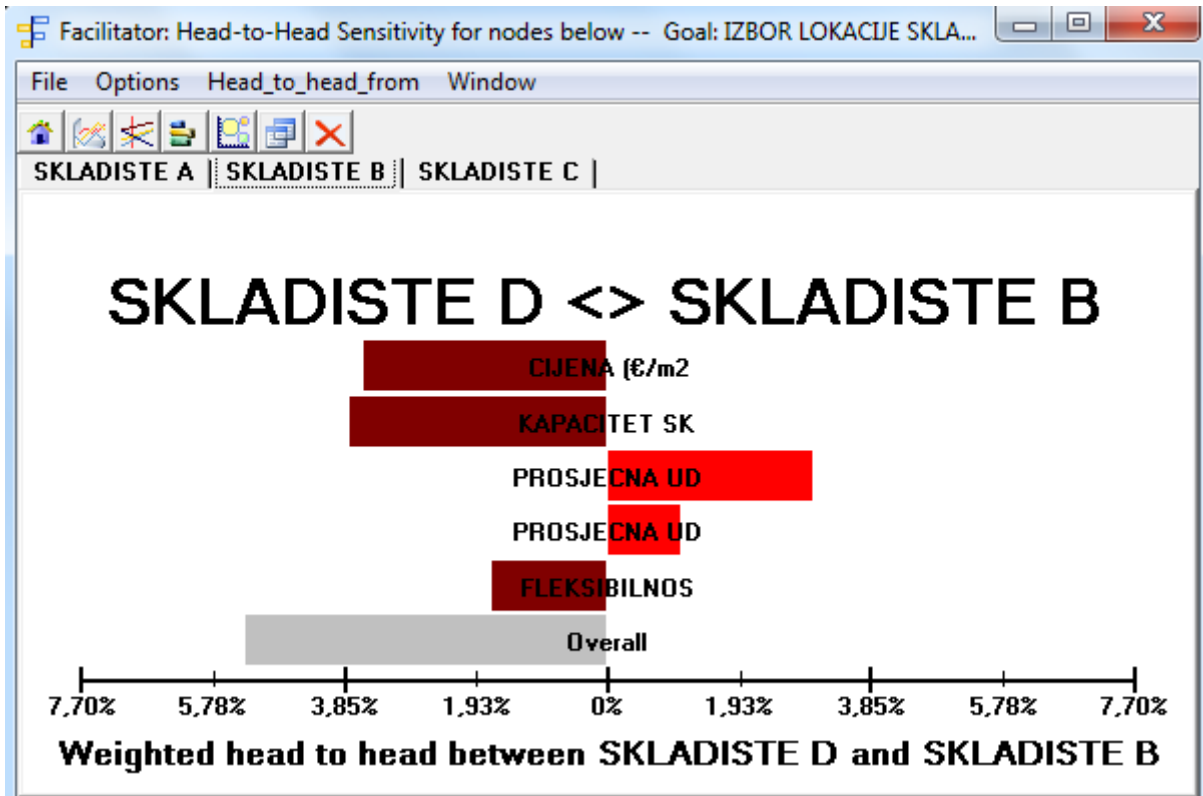 Facilitator: Head-to-Head Sensitivity for nodes below -- Goal: IZBOR LOKACIJE SKLA...
File Options Head_to_head_from Window
SKLADISTE A | SKLADISTE B | SKLADISTE C |
SKLADISTE D <> SKLADISTE B
CIJENA (€/m2
KAPACITET SK
PROSJECNA UD
PROSJECNA UD
FLEKSIBILNOS
Overall
7,70% 5,78% 3,85% 1,93% 0% 1,93% 3,85% 5,78% 7,70%
Weighted head to head between SKLADISTE D and SKLADISTE B